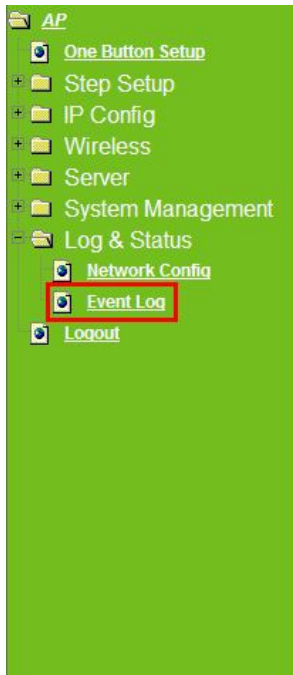 AP
One Button Setup
Step Setup
IP Config
Wireless
Server
System Management
Log & Status
Network Config
Event Log
Logout